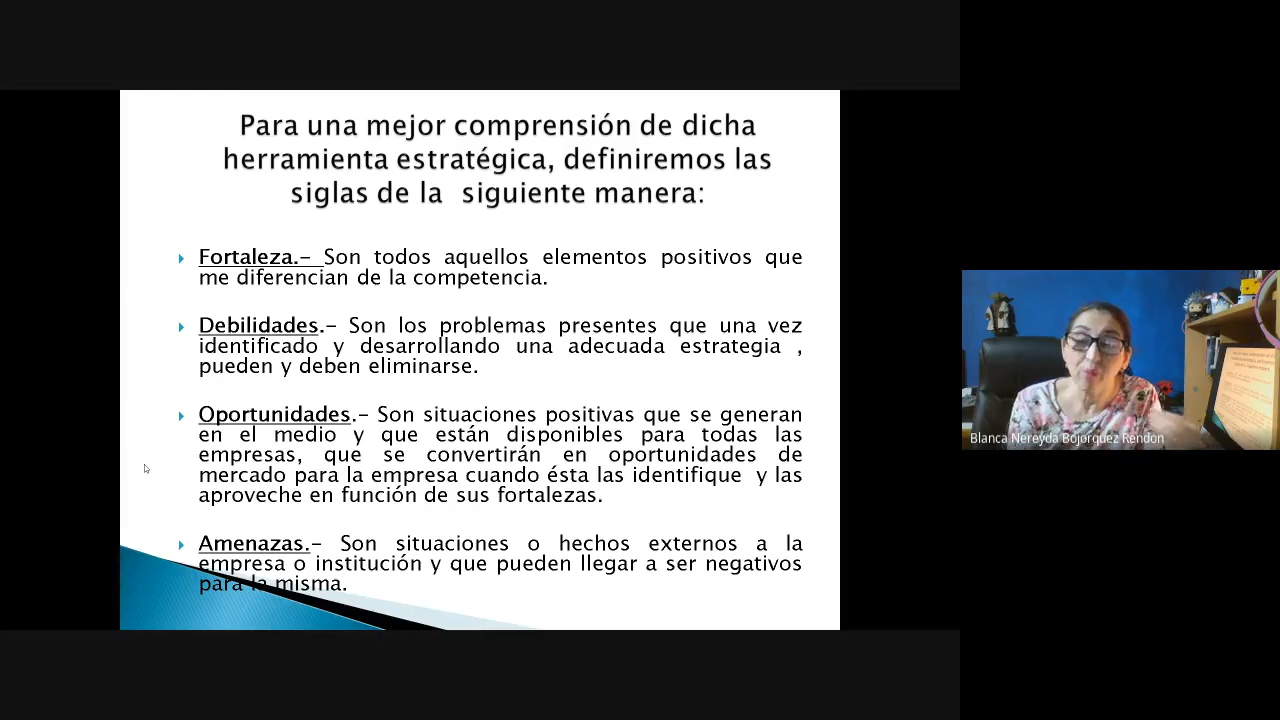 Para una mejor comprensión de dicha
herramienta estratégica, definiremos las
siglas de la siguiente manera:
Fortaleza.- Son todos aquellos elementos positivos que
me diferencian de la competencia.
Debilidades.- Son los problemas presentes que una vez
identificado y desarrollando una adecuada estrategia ,
pueden y deben eliminarse.
Oportunidades.- Son situaciones positivas que se generan
en el medio y que están disponibles para todas las
empresas, que se convertirán en oportunidades de
mercado para la empresa cuando ésta las identifique y las
aproveche en función de sus fortalezas.
Amenazas.- Son situaciones o hechos externos a la
empresa o institución y que pueden llegar a ser negativos
para la misma.
Blanca Nereyda Bojorquez Rendon